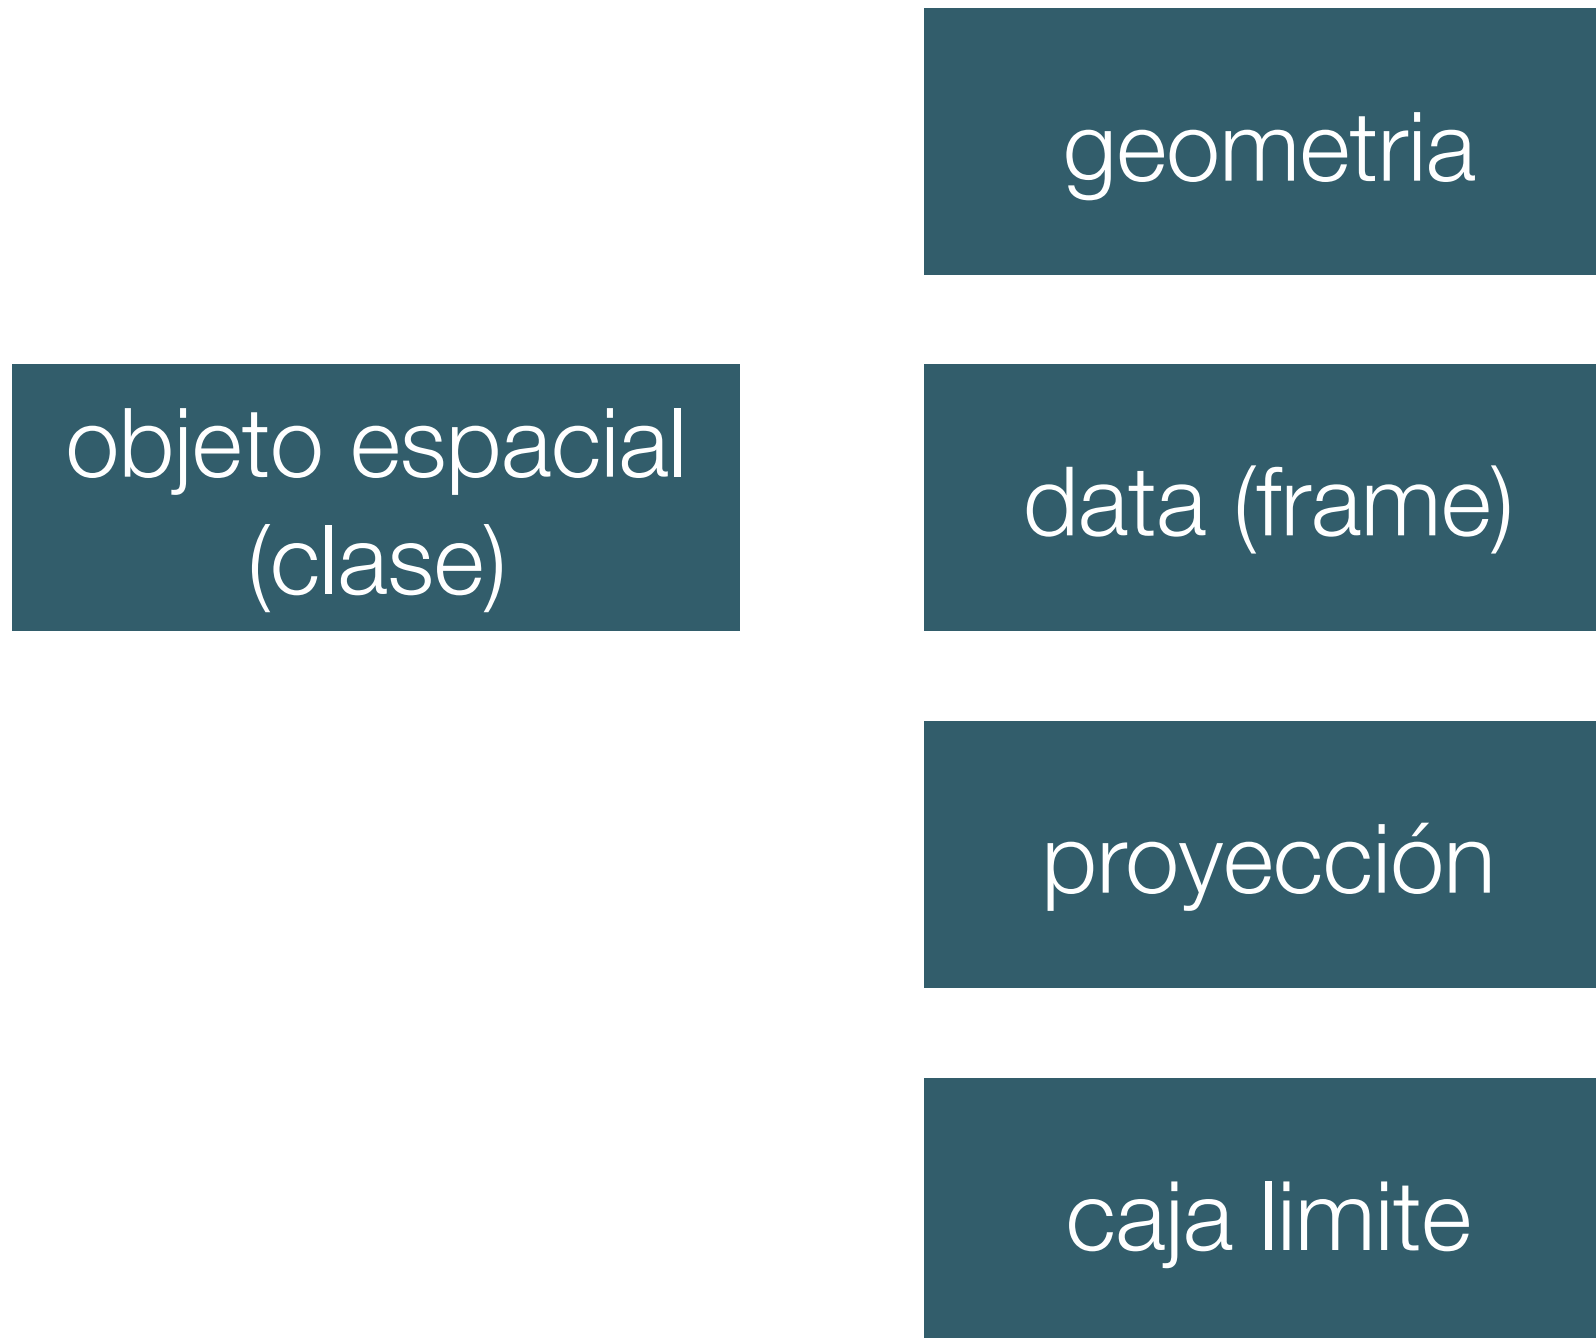 geometria
objeto espacial
(clase)
data (frame)
proyección
caja limite